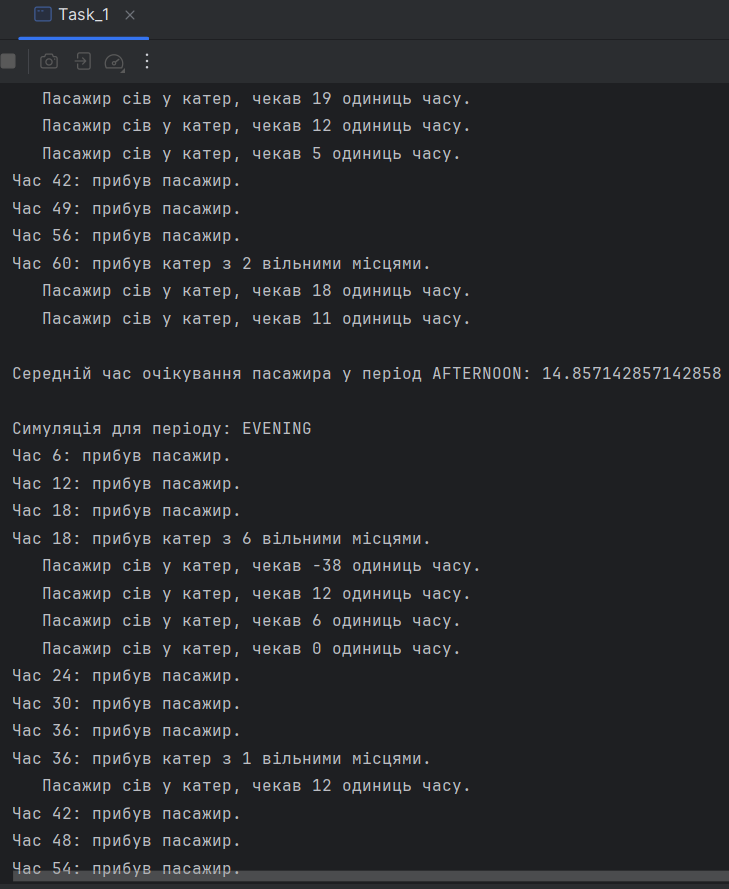 Task_1
Пасажир сів у катер, чекав 19 одиниць часу.
Пасажир сів у катер, чекав 12 одиниць часу.
Пасажир сів у катер, чекав 5 одиниць часу.
Час 42: прибув пасажир.
Час 49: прибув пасажир.
Час 56: прибув пасажир.
Час 60: прибув катер з 2 вільними місцями.
Пасажир сів у катер, чекав 18 одиниць часу.
Пасажир сів у катер, чекав 11 одиниць часу.
Середній час очікування пасажира у період AFTERNOON: 14.857142857142858
Симуляція для періоду: EVENING
Час 6: прибув пасажир.
Час 12: прибув пасажир.
Час 18: прибув пасажир.
Час 18: прибув катер з 6 вільними місцями.
Пасажир сів у катер, чекав -38 одиниць часу.
Пасажир сів у катер, чекав 12 одиниць часу.
Пасажир сів у катер, чекав 6 одиниць часу.
Пасажир сів у катер, чекав 0 одиниць часу.
Час 24: прибув пасажир.
Час 30: прибув пасажир.
Час 36: прибув пасажир.
Час 36: прибув катер з 1 вільними місцями.
Пасажир сів у катер, чекав 12 одиниць часу.
Час 42: прибув пасажир.
Час 48: прибув пасажир.
Час 54: прибув пасажир.